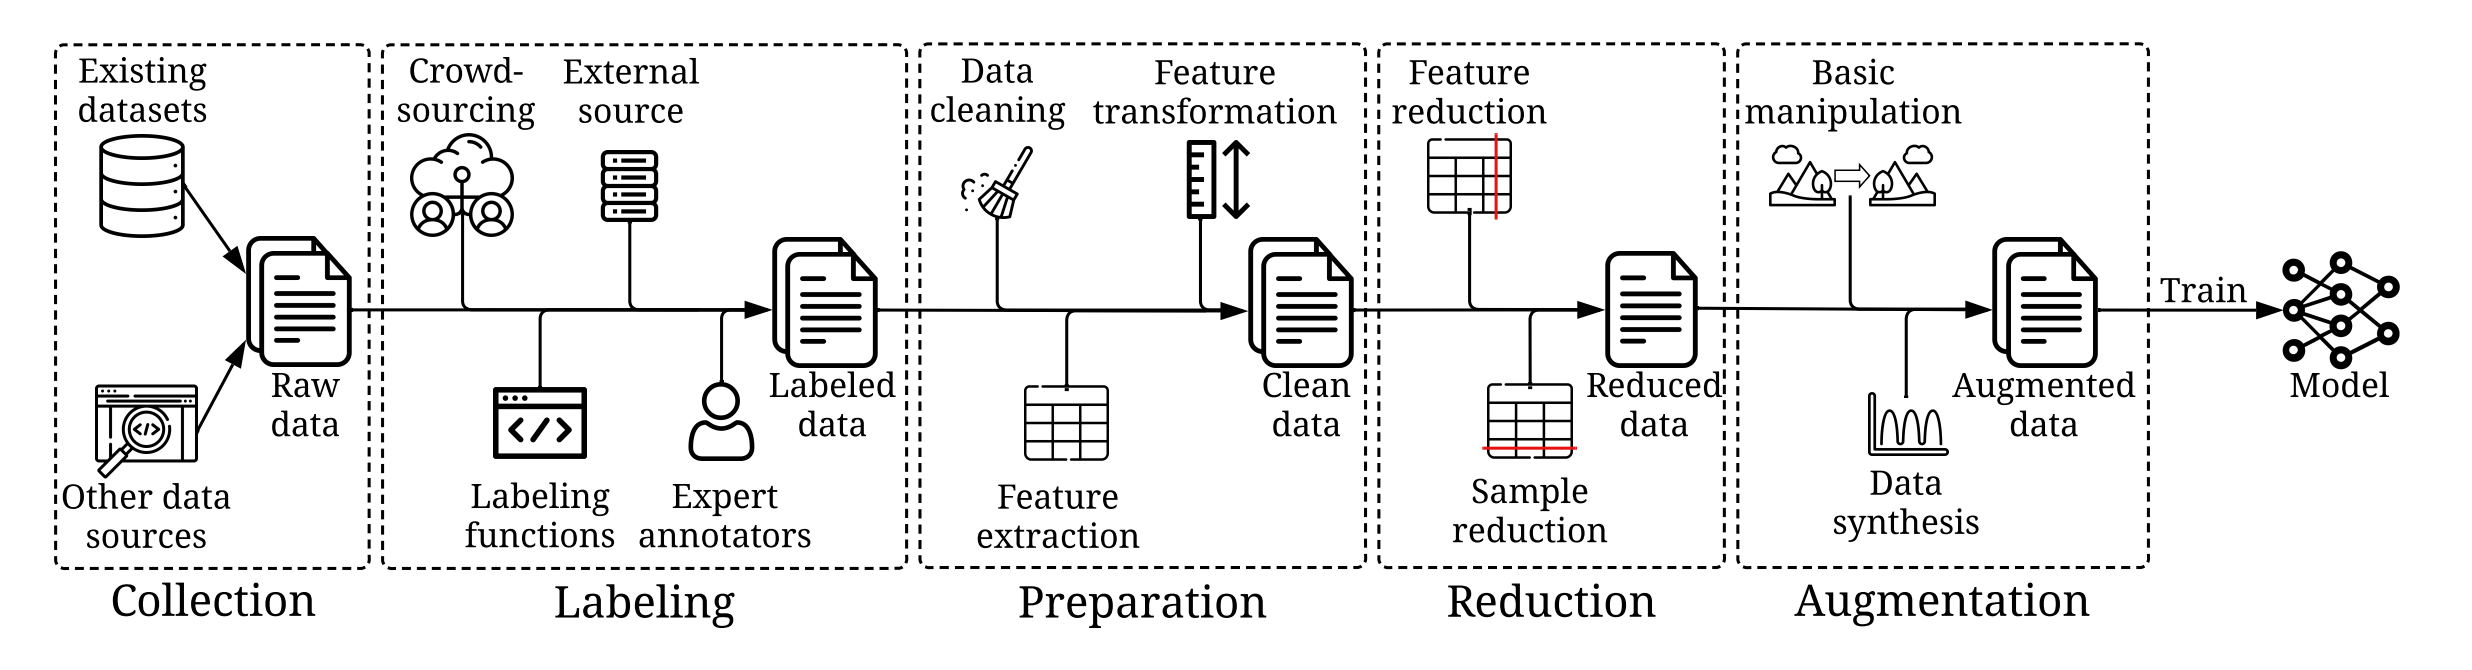 Existing
datasets
Other data
sources
Raw
data
Collection
Crowd-
sourcing
External
source
Labeling
functions
Expert
annotators
Labeled
data
Labeling
Data
cleaning
Feature
transformation
Feature
extraction
Clean
data
Preparation
Feature
reduction
Sample
reduction
Reduced
data
Reduction
Basic
manipulation
Data
synthesis
Augmented
data
Augmentation
Train
Model